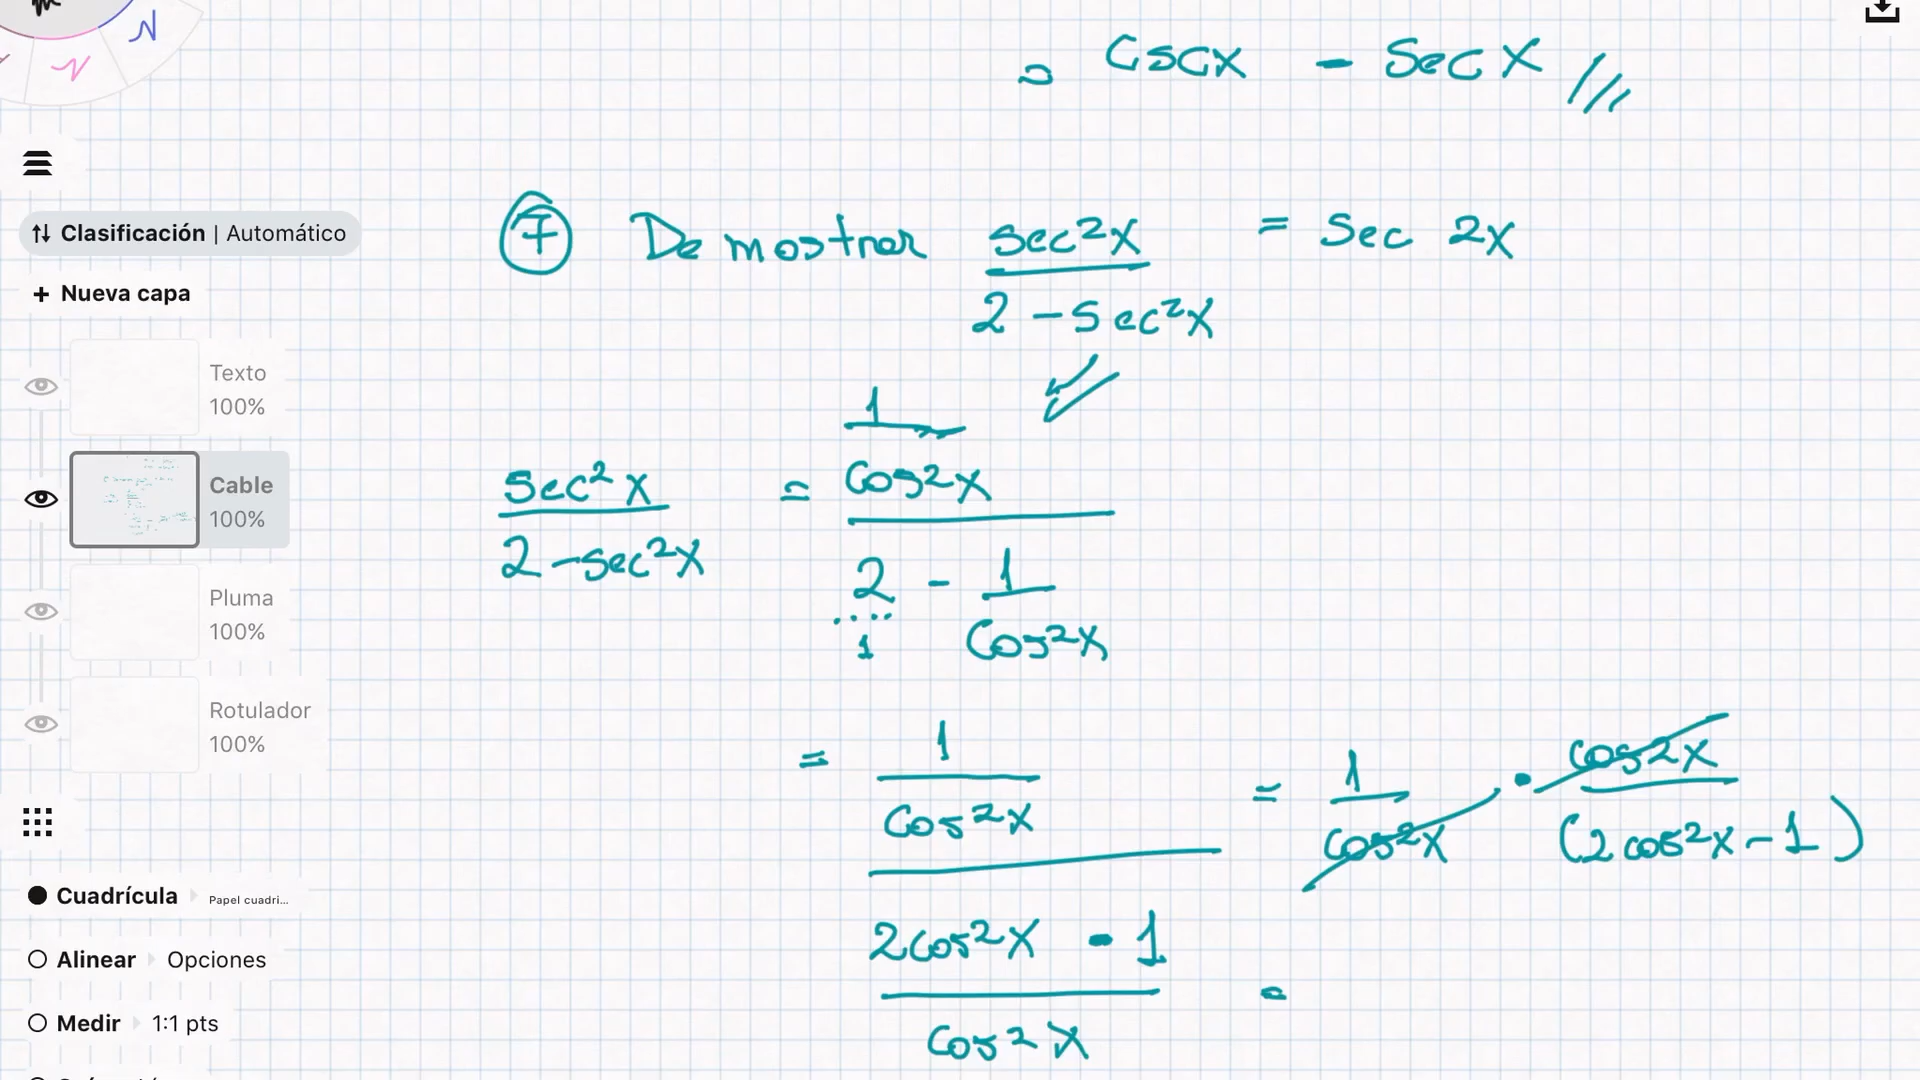 = cscx - sec x ///
Clasificación | Automático
+ Nueva capa
Texto
100%
Cable
100%
Pluma
100%
Rotulador
100%
Cuadrícula Papel cuadri...
Alinear Opciones
Medir 1:1 pts
7 Demostrar sec²x = Sec 2x
2 - sec²x
1
sec²x = cos²x
2 - sec²x 2 - 1
1 cos²x
= 1 = 1 · cos²x
cos²x cos²x (2cos²x - 1)
2cos²x - 1 =
cos²x